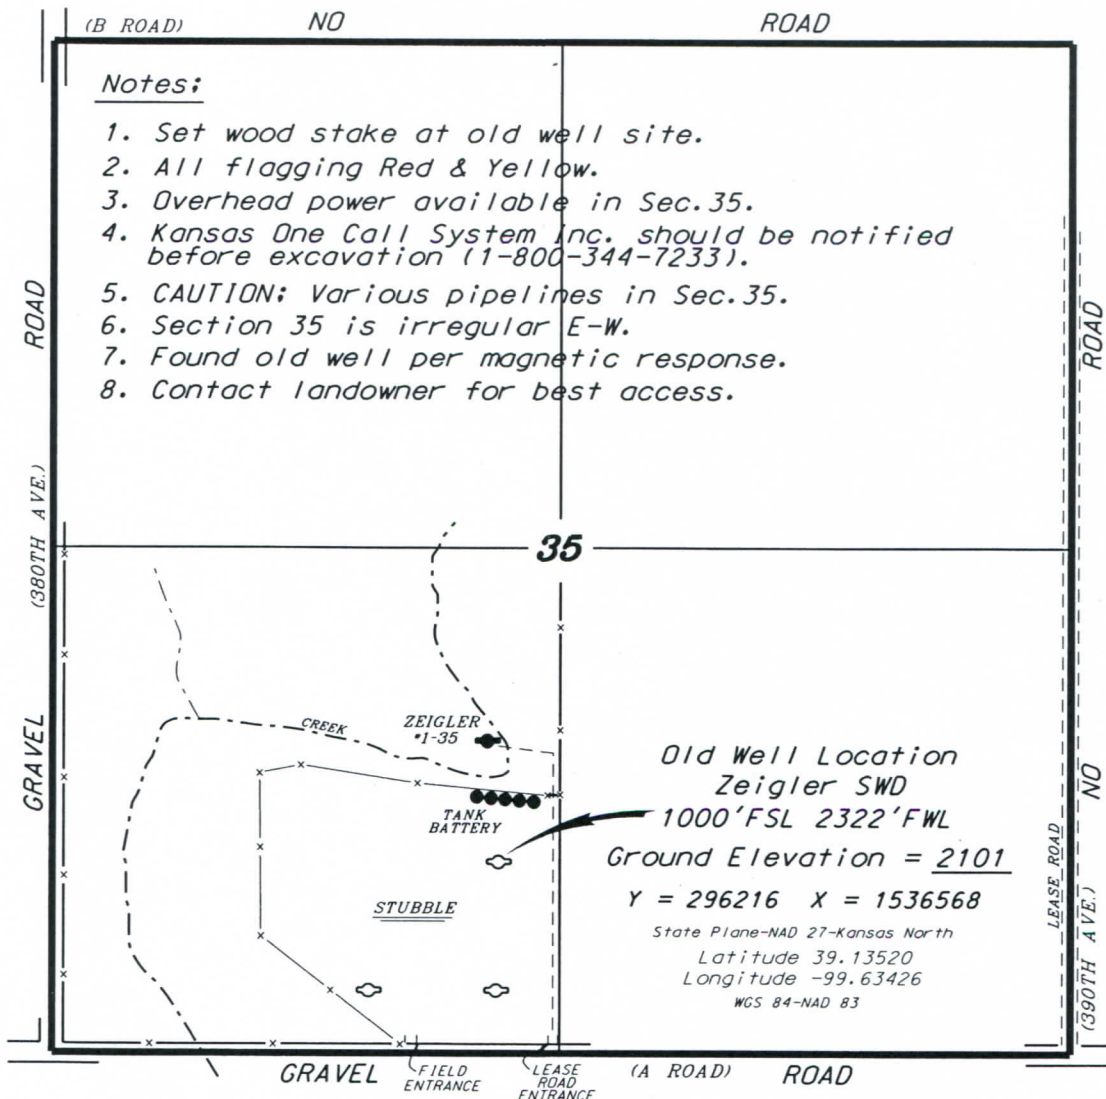 (B ROAD) NO ROAD
Notes:
1. Set wood stake at old well site.
2. All flagging Red & Yellow.
3. Overhead power available in Sec.35.
4. Kansas One Call System Inc. should be notified
before excavation (1-800-344-7233).
5. CAUTION: Various pipelines in Sec.35.
6. Section 35 is irregular E-W.
7. Found old well per magnetic response.
8. Contact landowner for best access.
ROAD
(380TH AVE.)
GRAVEL
35
CREEK
ZEIGLER
#1-35
TANK
BATTERY
STUBBLE
Old Well Location
Zeigler SWD
1000'FSL 2322'FWL
Ground Elevation = 2101
Y = 296216 X = 1536568
State Plane-NAD 27-Kansas North
Latitude 39.13520
Longitude -99.63426
WGS 84-NAD 83
ROAD
NO
LEASE ROAD
(390TH AVE.)
GRAVEL
FIELD
ENTRANCE
LEASE
ROAD
ENTRANCE
(A ROAD) ROAD